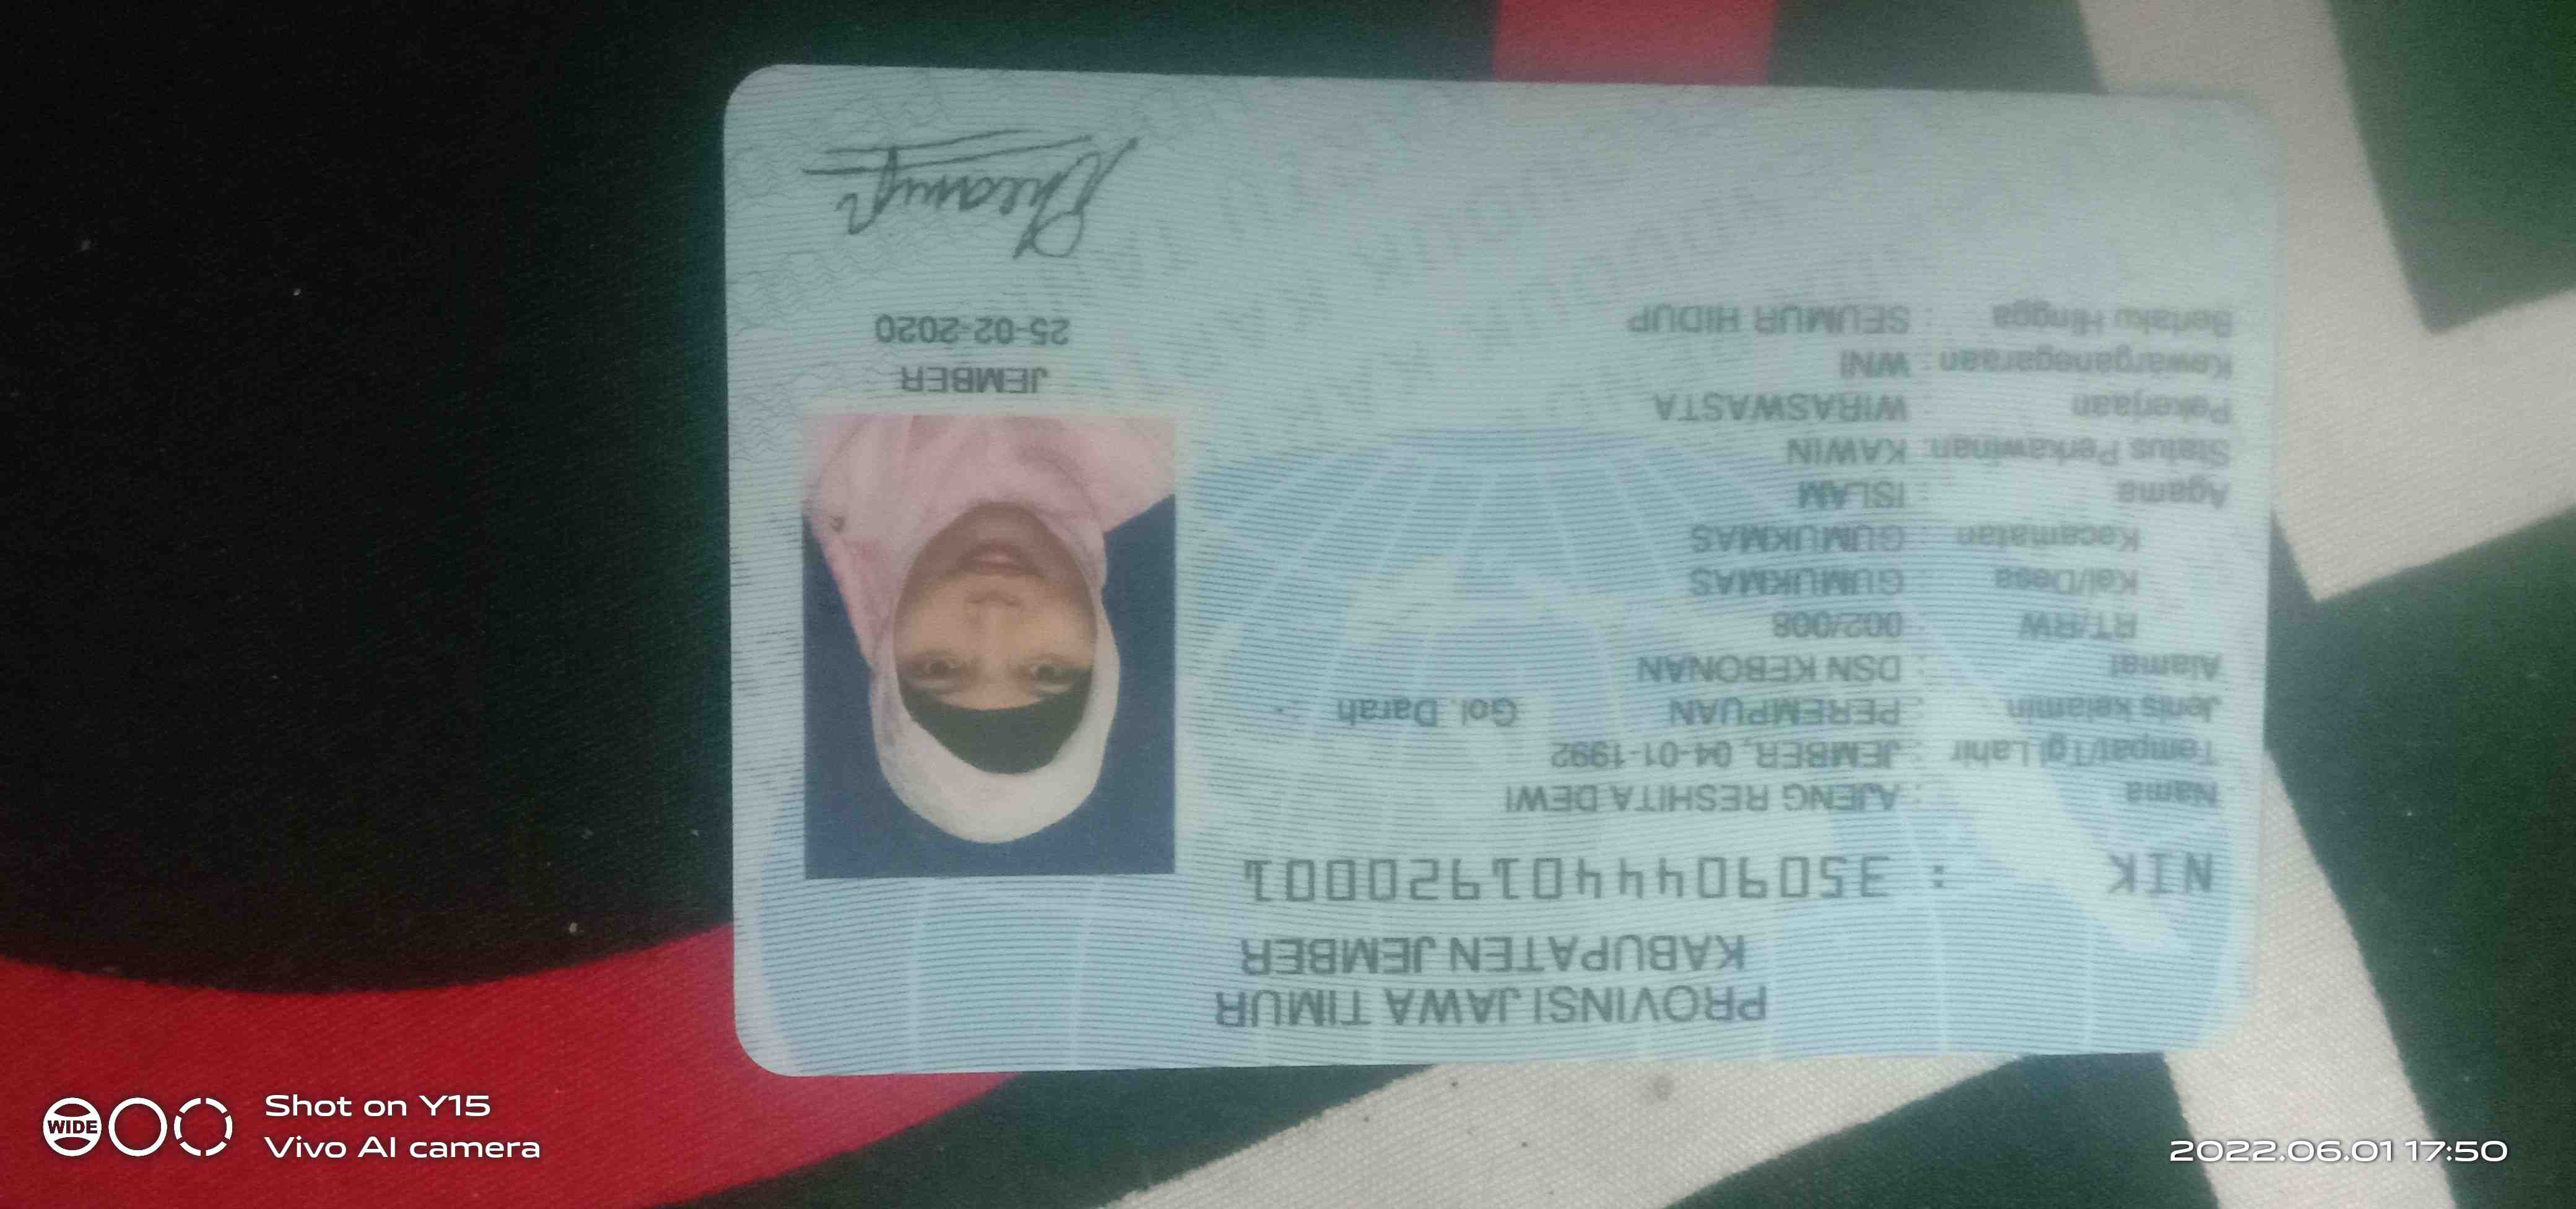 PROVINSI JAWA TIMUR
KABUPATEN JEMBER
NIK : 3509044401920001
Nama : AJENG RESHITA DEWI
Tempat/Tgl Lahir : JEMBER, 04-01-1992
Jenis kelamin : PEREMPUAN Gol. Darah : -
Alamat : DSN KEBONAN
RT/RW : 002/008
Kel/Desa : GUMUKMAS
Kecamatan : GUMUKMAS
Agama : ISLAM
Status Perkawinan: KAWIN
Pekerjaan : WIRASWASTA
Kewarganegaraan : WNI
Berlaku Hingga : SEUMUR HIDUP
JEMBER
25-02-2020
WIDE
Shot on Y15
Vivo AI camera
2022.06.01 17:50